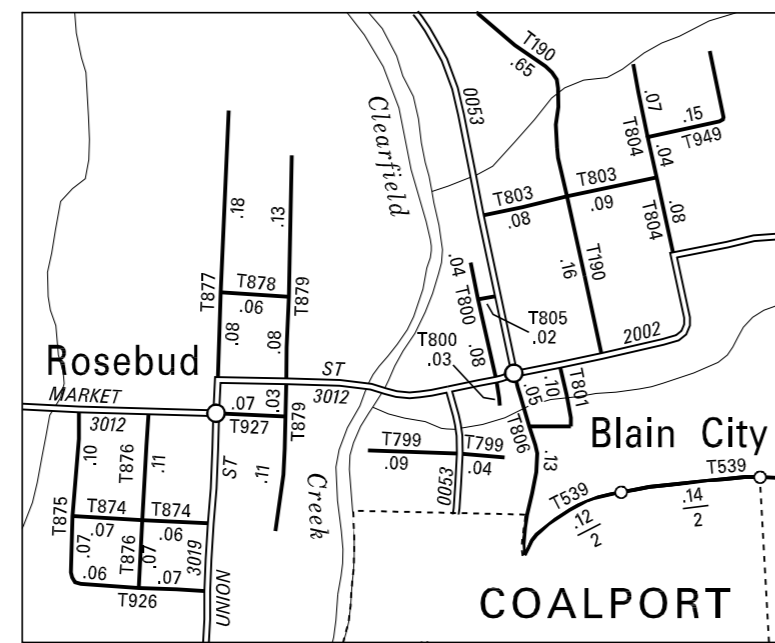 T190
.65
0053
Clearfield
.07
.15
T949
T804
.04
T803
T803
.08
.09
.08
T804
.18
.13
T877
T878
T879
.06
.08
.08
.04
T800
.16
T190
T805
.02
T800
.03
.08
2002
Rosebud
ST
3012
MARKET
3012
.07
.03
T927
T879
.05
.10
T801
T806
Blain City
.10
T876
.11
ST
.11
Creek
T799
T799
.09
.04
0053
.13
T539
T539
.12
2
.14
2
T875
T874
T874
.07
.06
.07
T876
.07
3019
.06
.07
T926
UNION
COALPORT